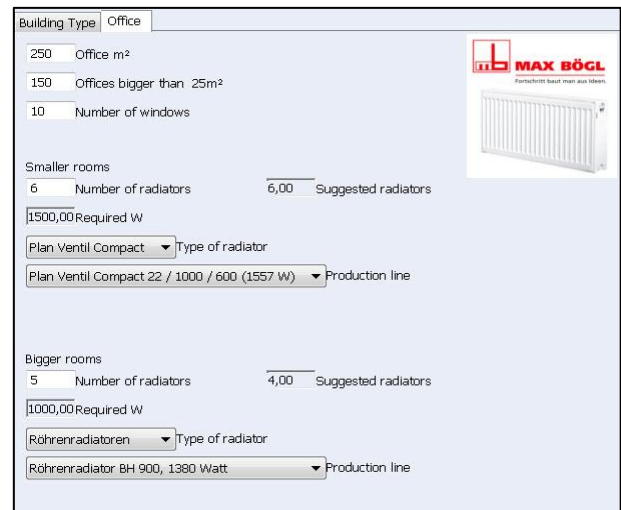 Building Type Office
250 Office m²
150 Offices bigger than 25m²
10 Number of windows
MAX BÖGL
Fortschritt baut man aus Ideen.
Smaller rooms
6 Number of radiators 6,00 Suggested radiators
1500,00 Required W
Plan Ventil Compact Type of radiator
Plan Ventil Compact 22 / 1000 / 600 (1557 W) Production line
Bigger rooms
5 Number of radiators 4,00 Suggested radiators
1000,00 Required W
Röhrenradiatoren Type of radiator
Röhrenradiator BH 900, 1380 Watt Production line